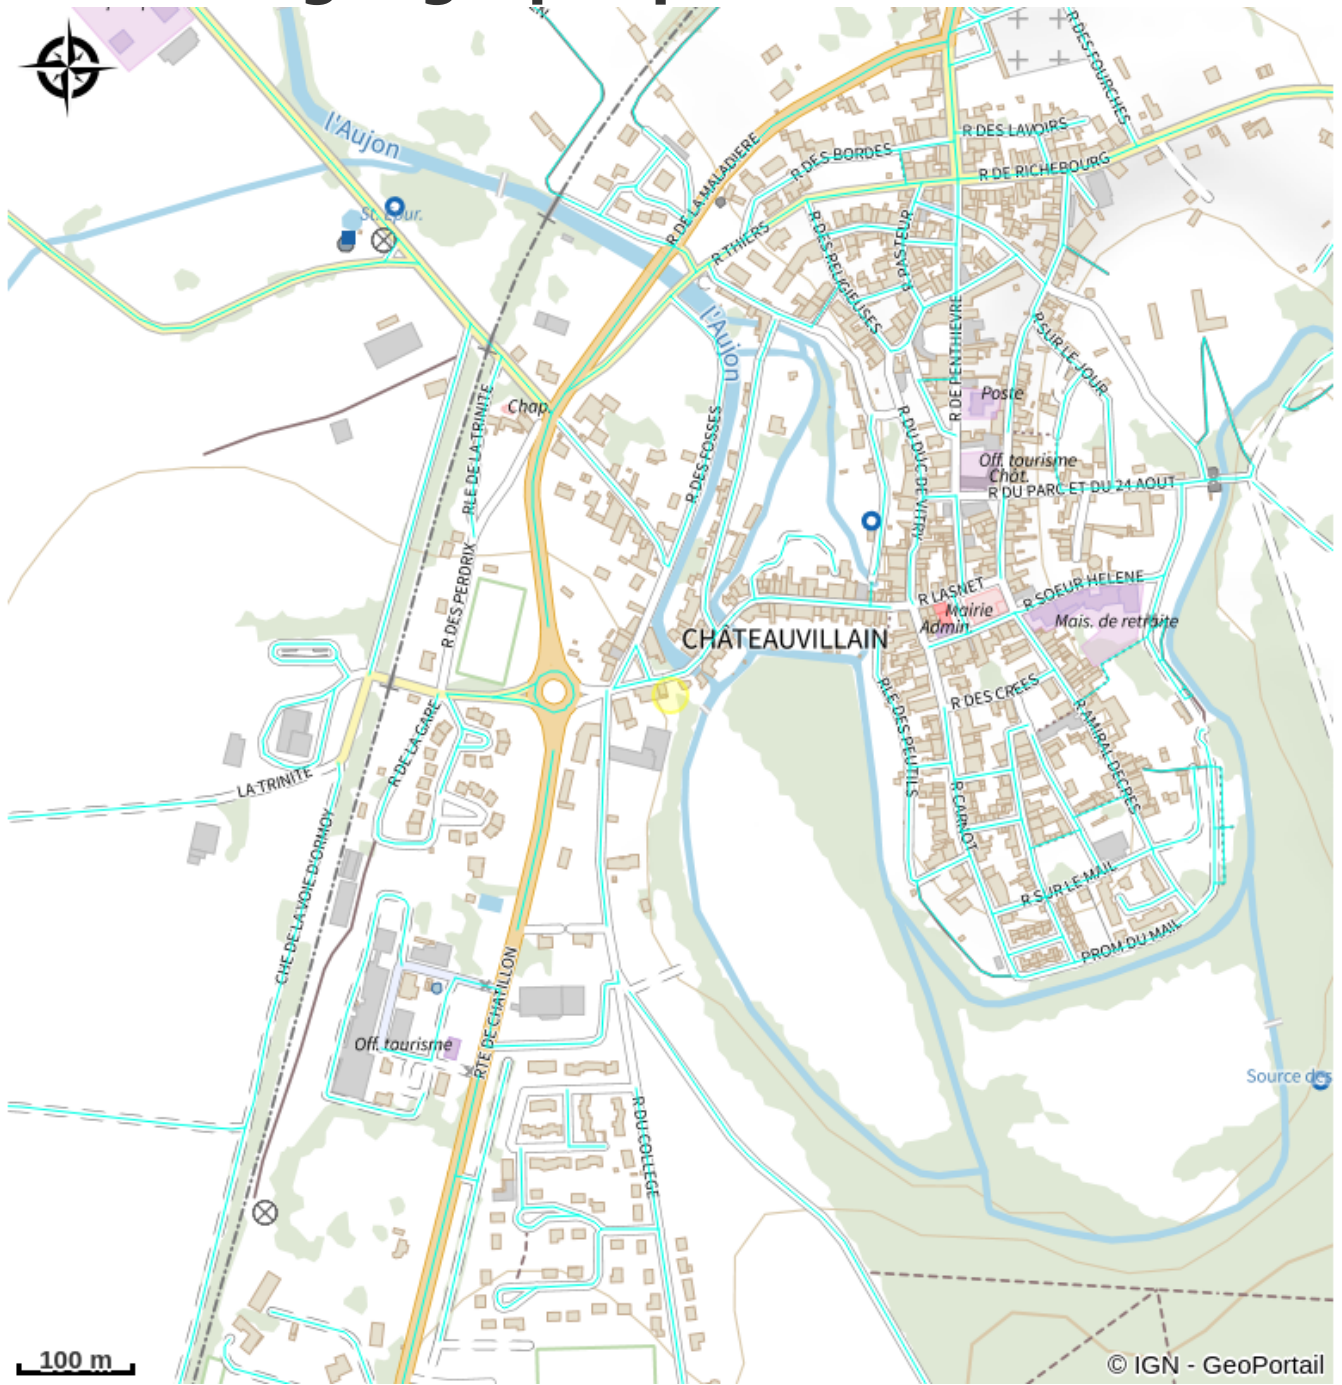 l'Aujon
St. Epur.
R DES FOURCHES
R DES LAVOIRS
R DE RICHEBOURG
R DES BORDES
R DE LA MALADIERE
R THIERS
R DES RELIGIEUSES
R PASTEUR
l'Aujon
R DE PENTHIEVRE
R SUR LE JOUR
Chap.
RLE DE LA TRINITE
R DES FOSSES
Poste
R DU DUC DE VITRY
Off. tourisme
Chât.
R DU PARC ET DU 24 AOUT
R DES PERDRIX
R LASNET
R SOEUR HELENE
Mairie
Admin.
Mais. de retraite
CHÂTEAUVILLAIN
R DES CREES
RLE DES PEUTILS
R AMIRAL DECRES
R DE LA GARE
LA TRINITE
R CARNOT
CHE DE LA VOIE D'ORMOY
R SUR LE MAIL
PROM DU MAIL
RTE DE CHATILLON
Off. tourisme
Source des
R DU COLLEGE
100 m
© IGN - GeoPortail